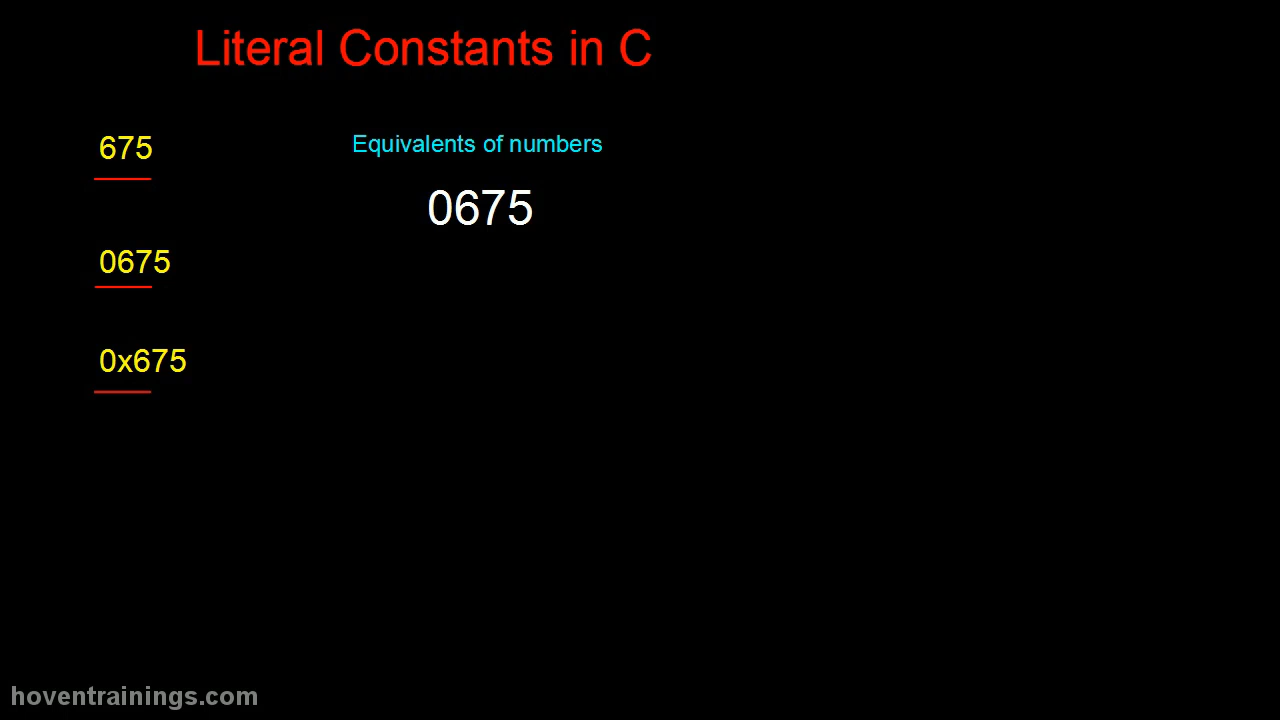 Literal Constants in C
675
Equivalents of numbers
0675
0675
0x675
hoventrainings.com